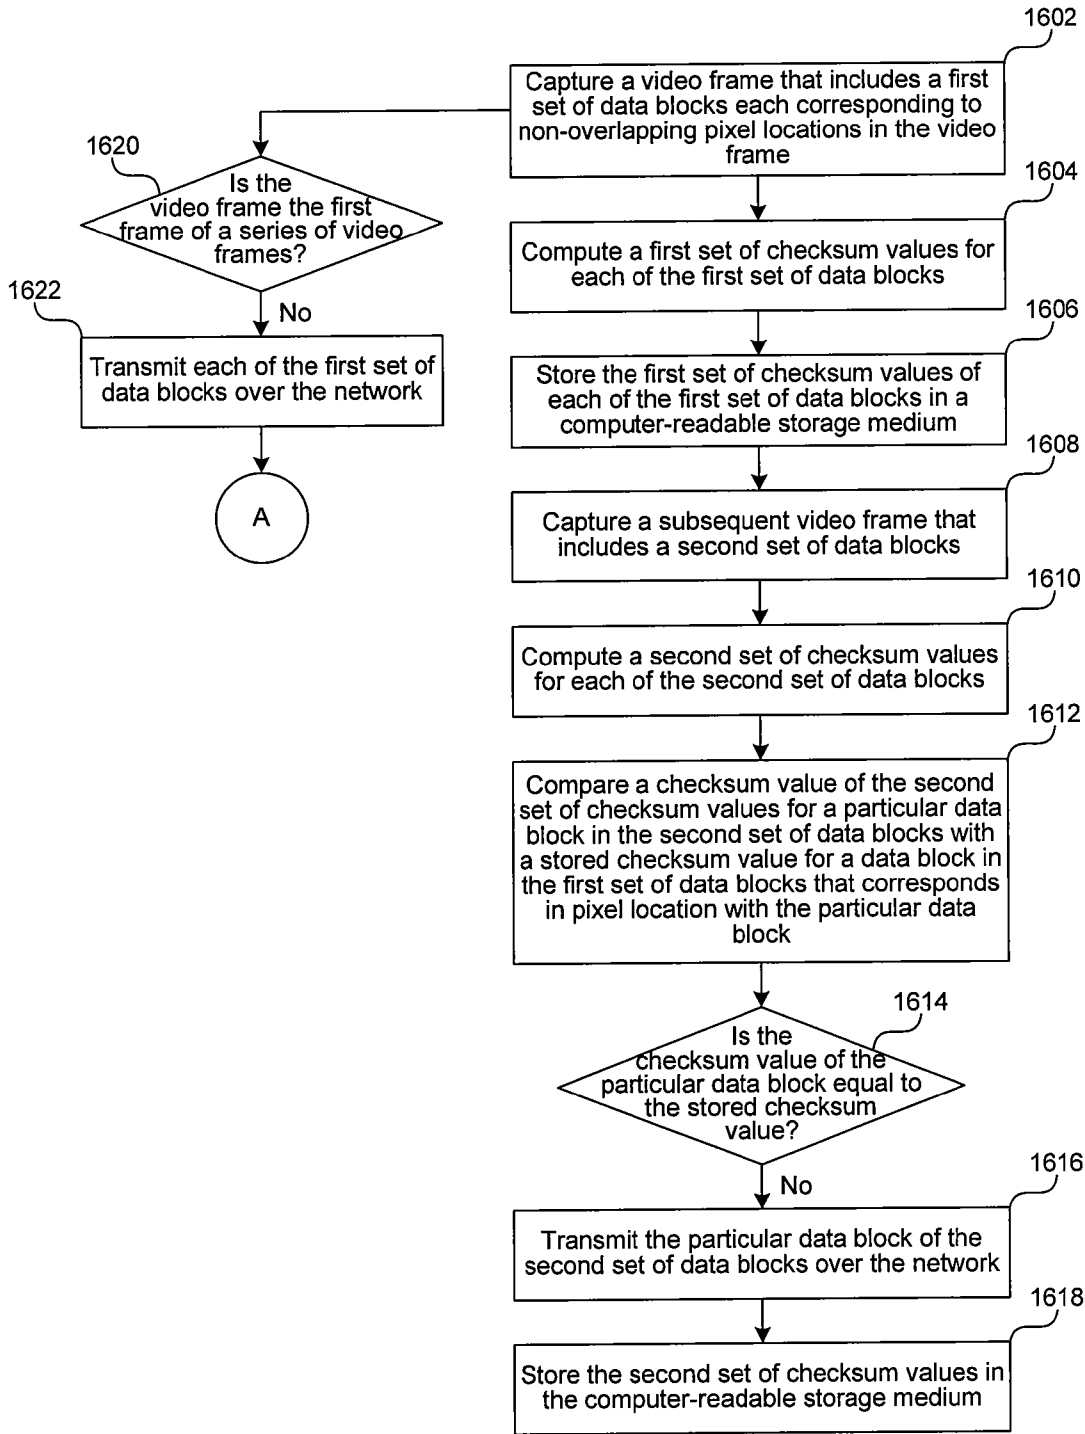 1602
Capture a video frame that includes a first
set of data blocks each corresponding to
non-overlapping pixel locations in the video
frame
1620
Is the
video frame the first
frame of a series of video
frames?
1604
Compute a first set of checksum values for
each of the first set of data blocks
1622
No
Transmit each of the first set of
data blocks over the network
1606
Store the first set of checksum values of
each of the first set of data blocks in a
computer-readable storage medium
A
1608
Capture a subsequent video frame that
includes a second set of data blocks
1610
Compute a second set of checksum values
for each of the second set of data blocks
1612
Compare a checksum value of the second
set of checksum values for a particular data
block in the second set of data blocks with
a stored checksum value for a data block in
the first set of data blocks that corresponds
in pixel location with the particular data
block
1614
Is the
checksum value of the
particular data block equal to
the stored checksum
value?
No
1616
Transmit the particular data block of the
second set of data blocks over the network
1618
Store the second set of checksum values in
the computer-readable storage medium